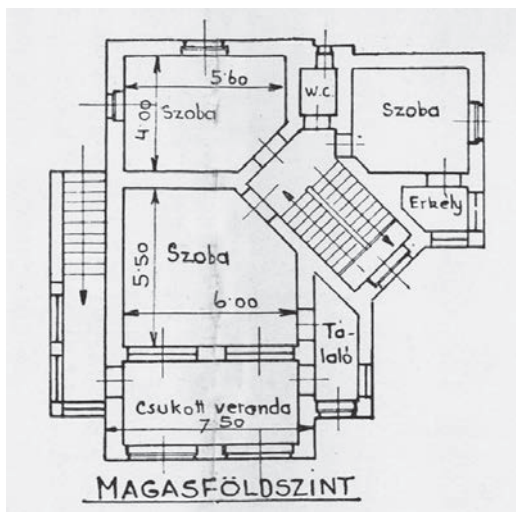 5·60
W.C.
4·00
Szoba
Szoba
Erkély
5·50
Szoba
6·00
Tá-
laló
Csukott veranda
7·50
MAGASFÖLDSZINT